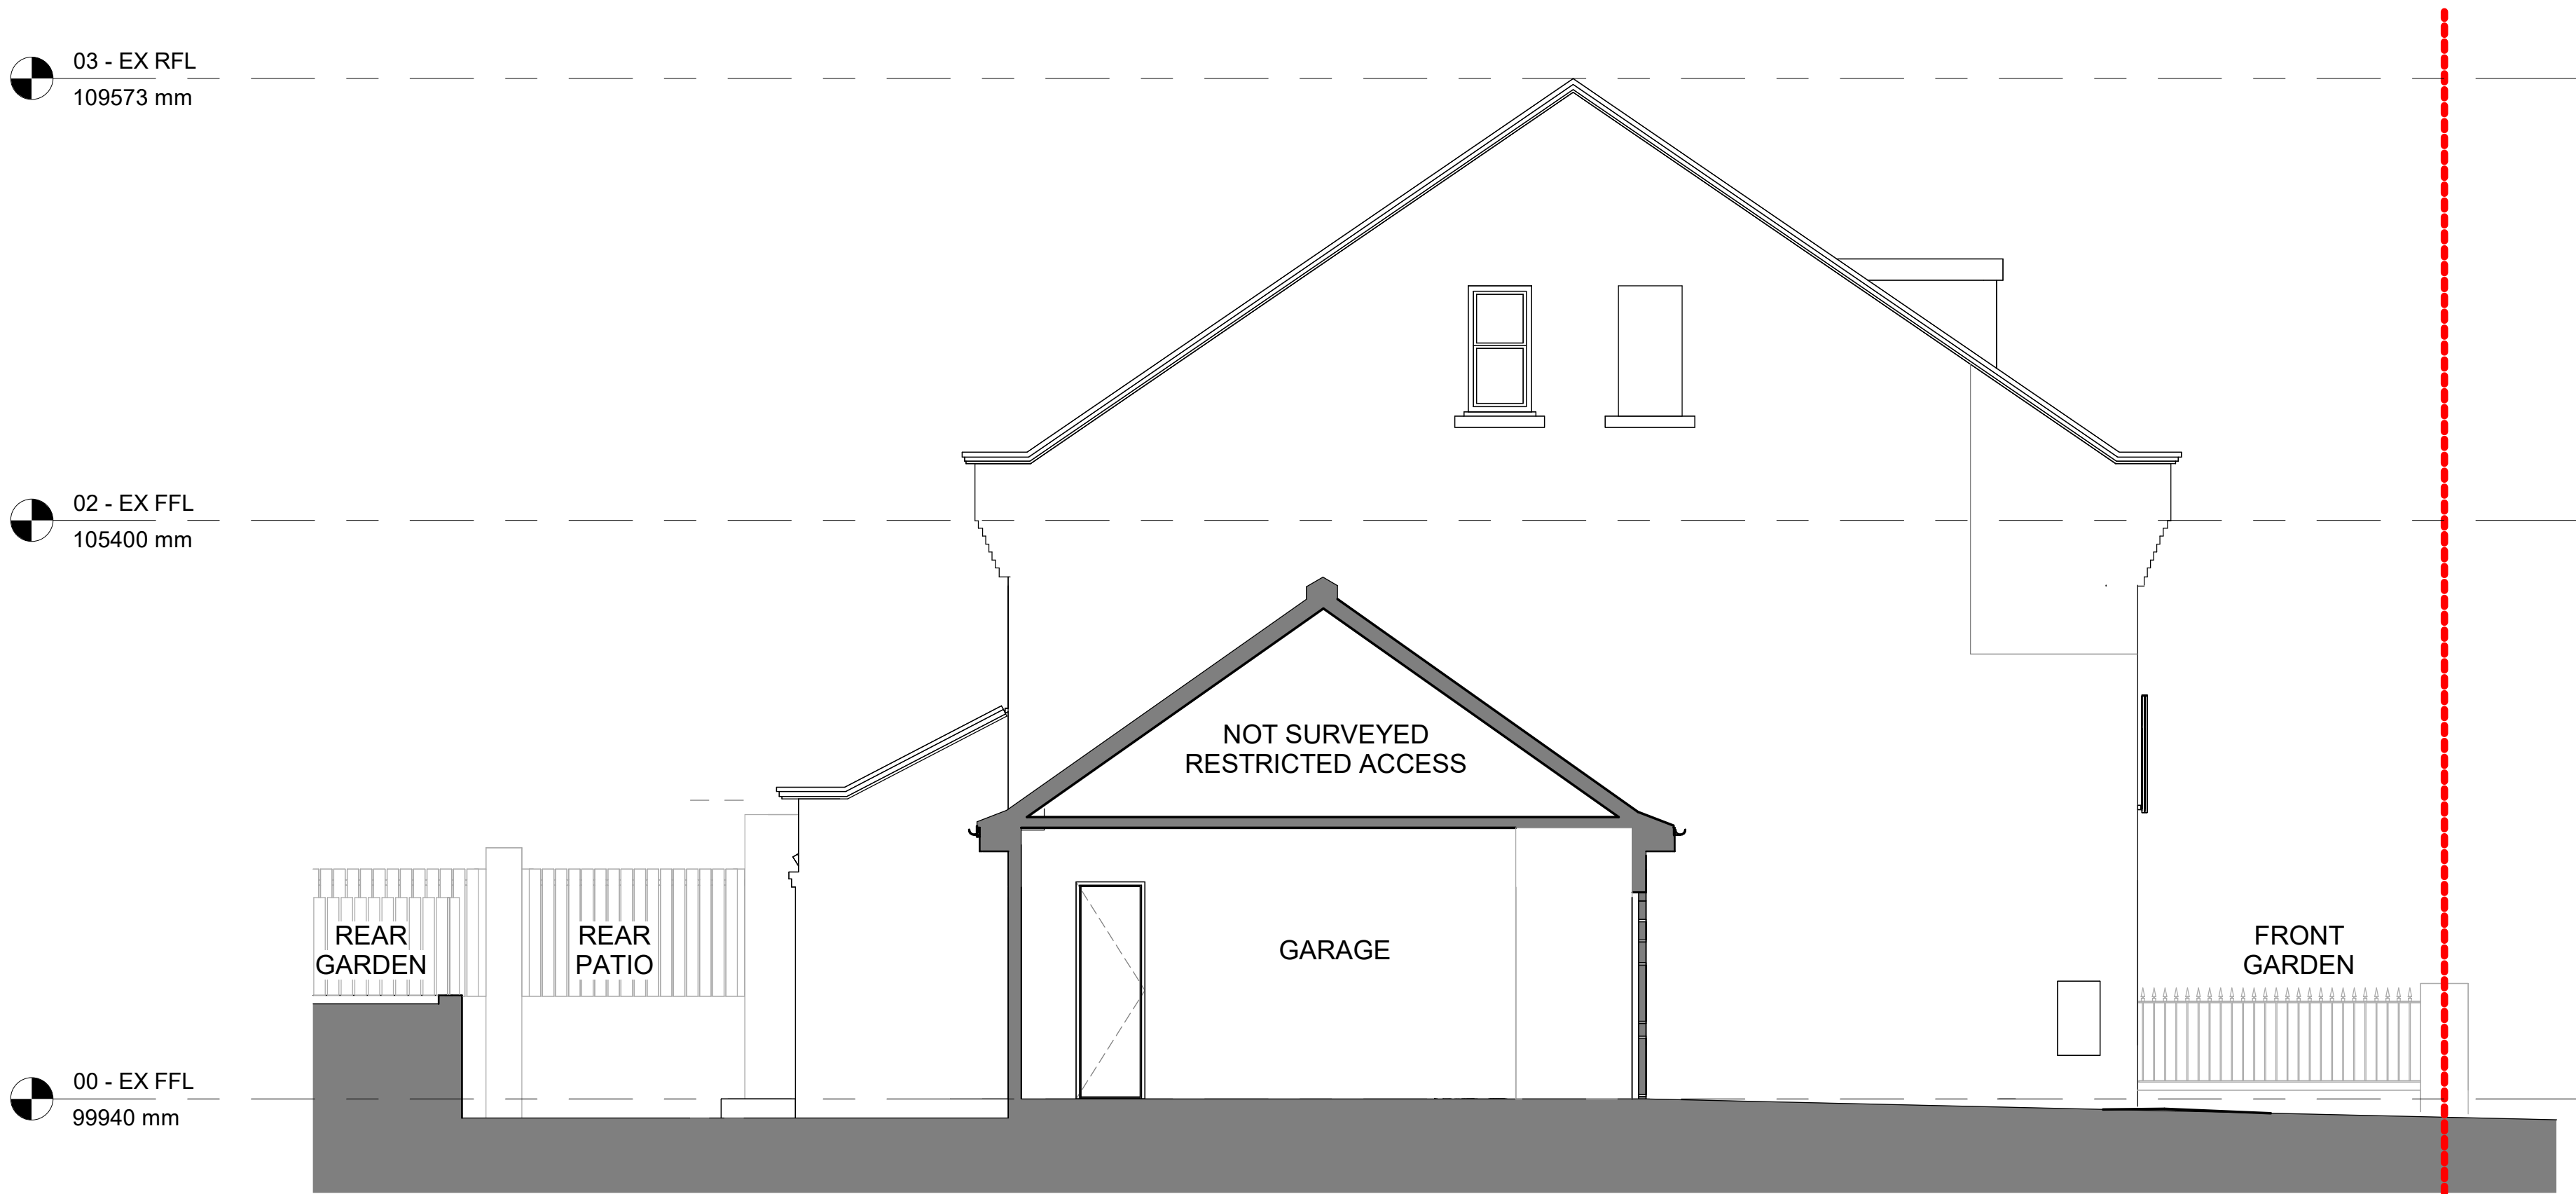 03 - EX RFL
109573 mm
02 - EX FFL
105400 mm
NOT SURVEYED
RESTRICTED ACCESS
REAR
GARDEN
REAR
PATIO
GARAGE
FRONT
GARDEN
00 - EX FFL
99940 mm